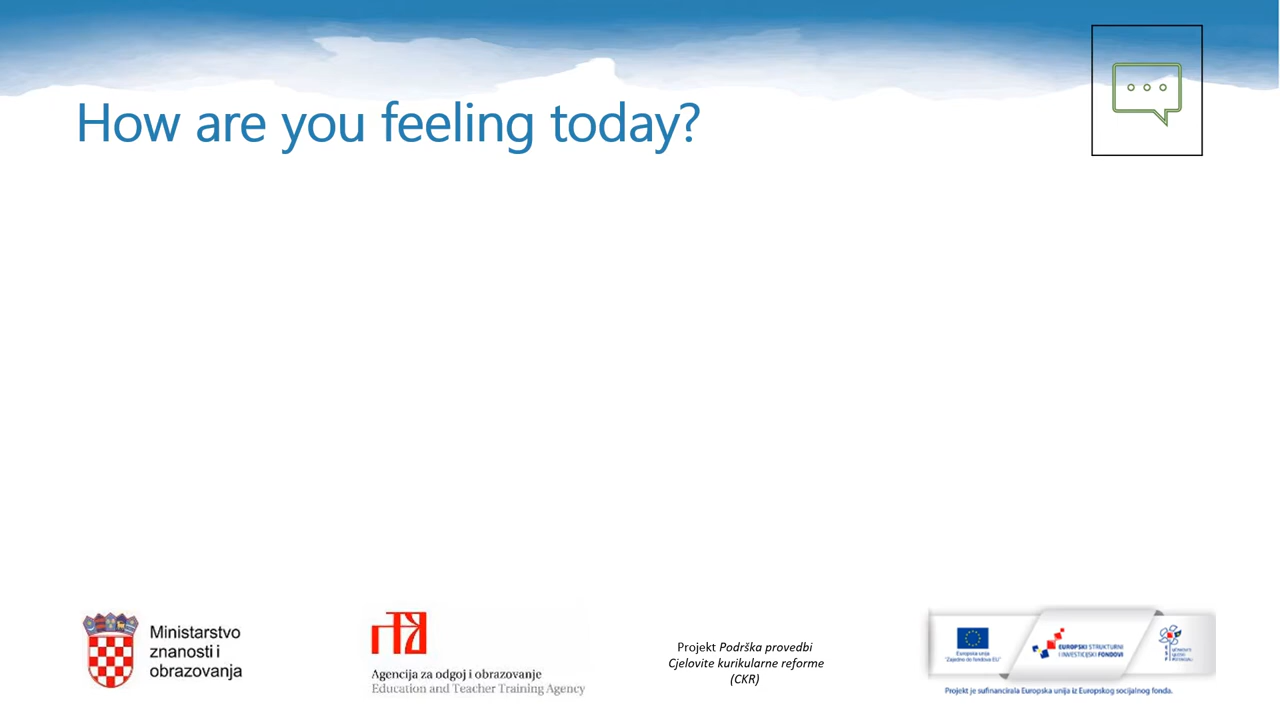 How are you feeling today?
Ministarstvo
znanosti i
obrazovanja
Agencija za odgoj i obrazovanje
Education and Teacher Training Agency
Projekt Podrška provedbi
Cjelovite kurikularne reforme
(CKR)
Europska unija
"Zajedno do fondova EU"
EUROPSKI STRUKTURNI
I INVESTICIJSKI FONDOVI
Projekt je sufinancirala Europska unija iz Europskog socijalnog fonda.